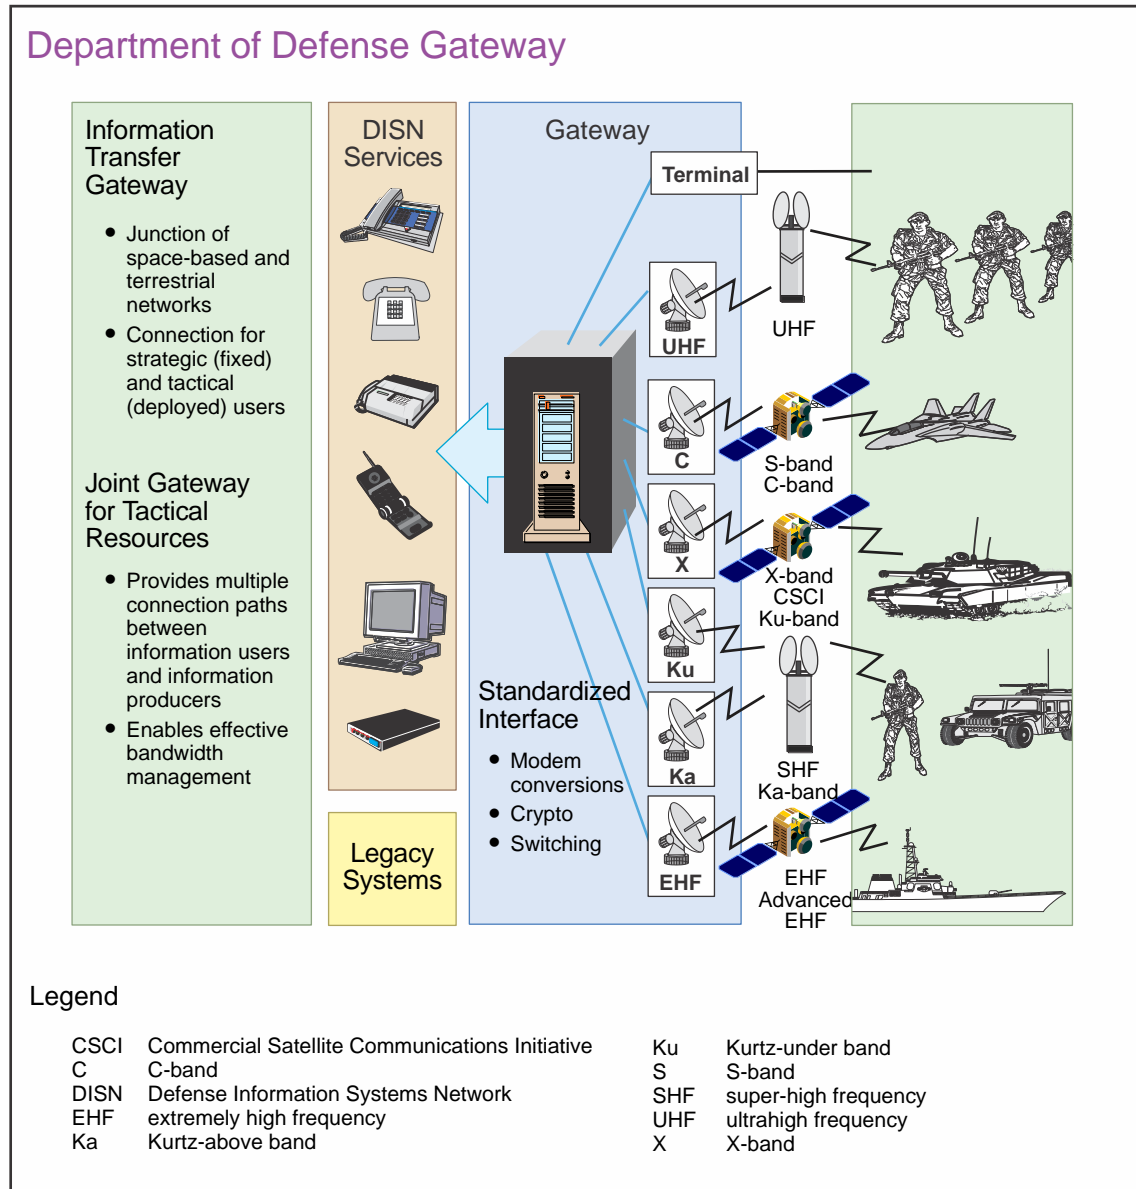 Department of Defense Gateway
Information
Transfer
Gateway
• Junction of
space-based and
terrestrial
networks
• Connection for
strategic (fixed)
and tactical
(deployed) users
Joint Gateway
for Tactical
Resources
• Provides multiple
connection paths
between
information users
and information
producers
• Enables effective
bandwidth
management
DISN
Services
Legacy
Systems
Gateway
Terminal
UHF
C
X
Ku
Ka
EHF
Standardized
Interface
• Modem
conversions
• Crypto
• Switching
UHF
S-band
C-band
X-band
CSCI
Ku-band
SHF
Ka-band
EHF
Advanced
EHF
Legend
CSCI Commercial Satellite Communications Initiative
C C-band
DISN Defense Information Systems Network
EHF extremely high frequency
Ka Kurtz-above band
Ku Kurtz-under band
S S-band
SHF super-high frequency
UHF ultrahigh frequency
X X-band